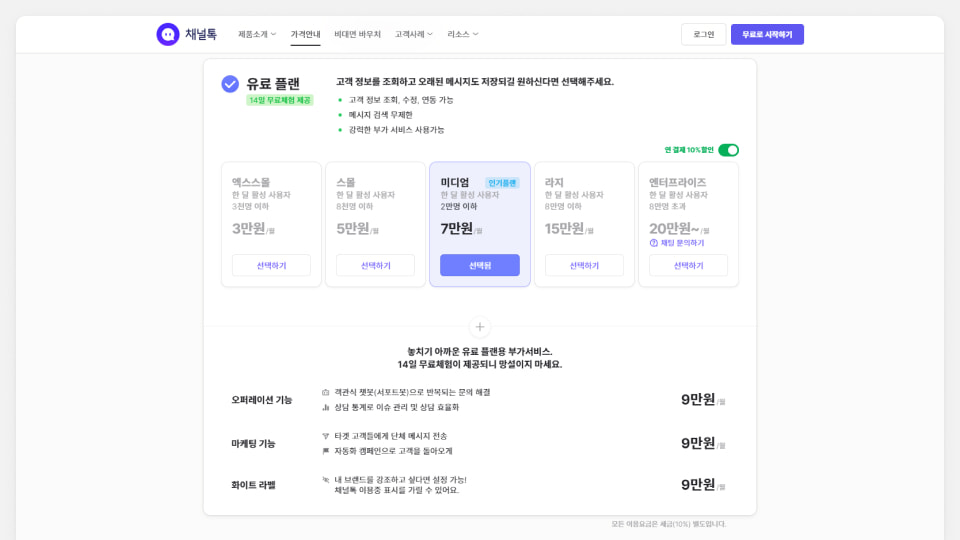 채널톡
제품소개 가격안내 비대면 바우처 고객사례 리소스 로그인 무료로 시작하기
유료 플랜
14일 무료체험 제공
고객 정보를 조회하고 오래된 메시지도 저장되길 원하신다면 선택해주세요.
고객 정보 조회, 수정, 연동 가능
메시지 검색 무제한
강력한 부가 서비스 사용가능
연 결제 10%할인
엑스스몰
한 달 활성 사용자
3천명 이하
3만원/월
선택하기
스몰
한 달 활성 사용자
8천명 이하
5만원/월
선택하기
미디엄 인기플랜
한 달 활성 사용자
2만명 이하
7만원/월
선택됨
라지
한 달 활성 사용자
8만명 이하
15만원/월
선택하기
엔터프라이즈
한 달 활성 사용자
8만명 초과
20만원~/월
채팅 문의하기
선택하기
놓치기 아까운 유료 플랜용 부가서비스.
14일 무료체험이 제공되니 망설이지 마세요.
오퍼레이션 기능
객관식 챗봇(서포트봇)으로 반복되는 문의 해결
상담 통계로 이슈 관리 및 상담 효율화
9만원/월
마케팅 기능
타겟 고객들에게 단체 메시지 전송
자동화 캠페인으로 고객을 돌아오게
9만원/월
화이트 라벨
내 브랜드를 강조하고 싶다면 설정 가능!
채널톡 이용중 표시를 가릴 수 있어요.
9만원/월
모든 이용요금은 세금(10%) 별도입니다.